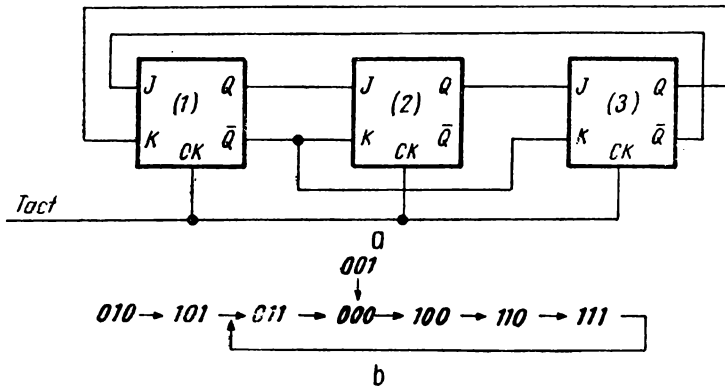 J (1) Q J (2) Q J (3) Q
K Q̄ K Q̄ K Q̄
CK CK CK
Tact
a
001
010 → 101 → 011 → 000 → 100 → 110 → 111
b